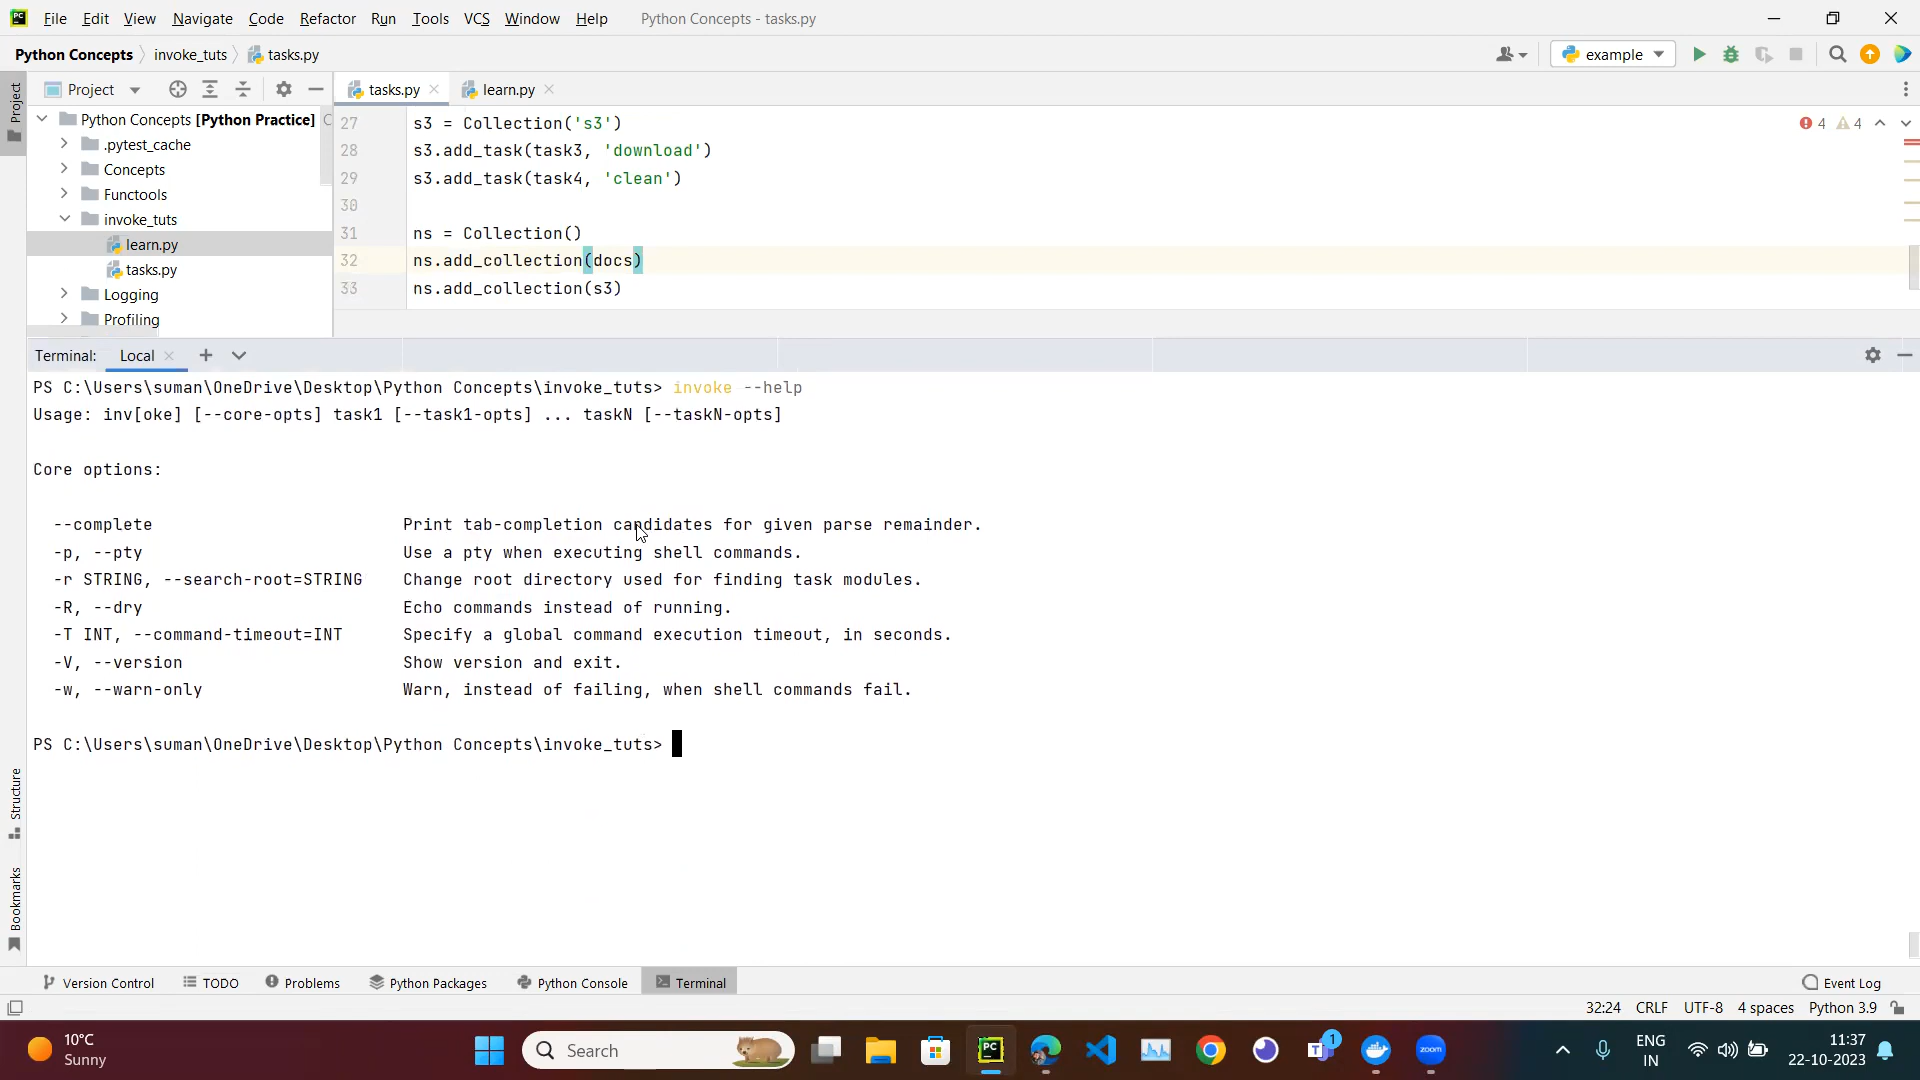 PC File Edit View Navigate Code Refactor Run Tools VCS Window Help Python Concepts - tasks.py
Python Concepts invoke_tuts tasks.py example
Project tasks.py learn.py
Project
Python Concepts [Python Practice] C
.pytest_cache
Concepts
Functools
invoke_tuts
learn.py
tasks.py
Logging
Profiling
27 s3 = Collection('s3')
28 s3.add_task(task3, 'download')
29 s3.add_task(task4, 'clean')
30
31 ns = Collection()
32 ns.add_collection(docs)
33 ns.add_collection(s3)
4 4
Terminal: Local
PS C:\Users\suman\OneDrive\Desktop\Python Concepts\invoke_tuts> invoke --help
Usage: inv[oke] [--core-opts] task1 [--task1-opts] ... taskN [--taskN-opts]
Core options:
--complete Print tab-completion candidates for given parse remainder.
-p, --pty Use a pty when executing shell commands.
-r STRING, --search-root=STRING Change root directory used for finding task modules.
-R, --dry Echo commands instead of running.
-T INT, --command-timeout=INT Specify a global command execution timeout, in seconds.
-V, --version Show version and exit.
-w, --warn-only Warn, instead of failing, when shell commands fail.
PS C:\Users\suman\OneDrive\Desktop\Python Concepts\invoke_tuts>
Structure
Bookmarks
Version Control TODO Problems Python Packages Python Console Terminal Event Log
32:24 CRLF UTF-8 4 spaces Python 3.9
10°C
Sunny
Search
PC
T 1
zoom
ENG
IN
11:37
22-10-2023